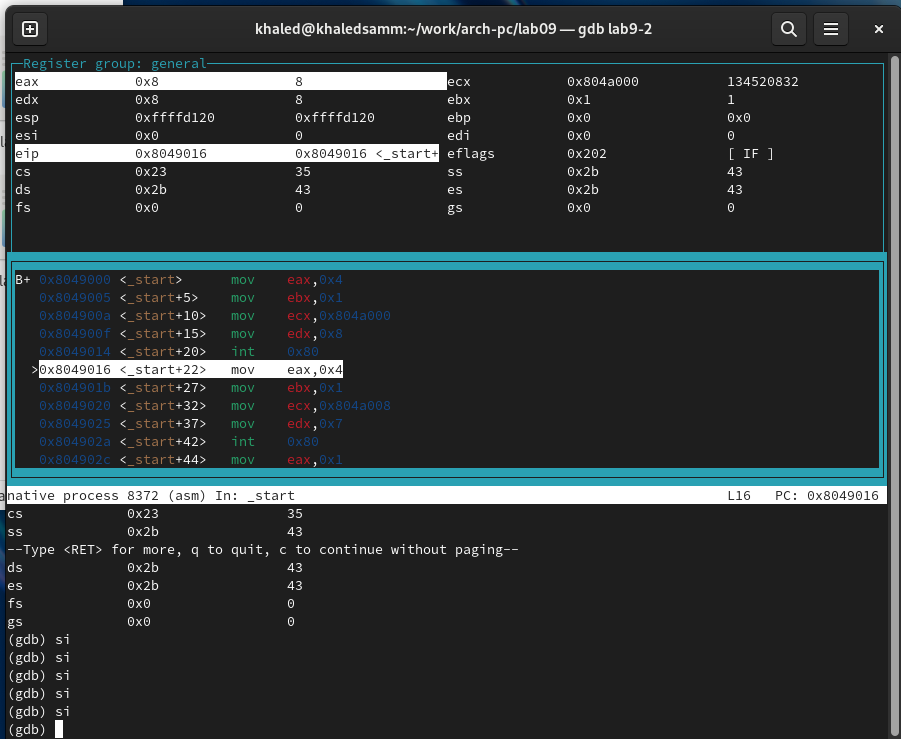 khaled@khaledsamm:~/work/arch-pc/lab09 — gdb lab9-2
Register group: general
eax 0x8 8 ecx 0x804a000 134520832
edx 0x8 8 ebx 0x1 1
esp 0xffffd120 0xffffd120 ebp 0x0 0x0
esi 0x0 0 edi 0x0 0
eip 0x8049016 0x8049016 <_start+ eflags 0x202 [ IF ]
cs 0x23 35 ss 0x2b 43
ds 0x2b 43 es 0x2b 43
fs 0x0 0 gs 0x0 0
B+ 0x8049000 <_start> mov eax,0x4
0x8049005 <_start+5> mov ebx,0x1
0x804900a <_start+10> mov ecx,0x804a000
0x804900f <_start+15> mov edx,0x8
0x8049014 <_start+20> int 0x80
>0x8049016 <_start+22> mov eax,0x4
0x804901b <_start+27> mov ebx,0x1
0x8049020 <_start+32> mov ecx,0x804a008
0x8049025 <_start+37> mov edx,0x7
0x804902a <_start+42> int 0x80
0x804902c <_start+44> mov eax,0x1
native process 8372 (asm) In: _start L16 PC: 0x8049016
cs 0x23 35
ss 0x2b 43
--Type <RET> for more, q to quit, c to continue without paging--
ds 0x2b 43
es 0x2b 43
fs 0x0 0
gs 0x0 0
(gdb) si
(gdb) si
(gdb) si
(gdb) si
(gdb) si
(gdb)